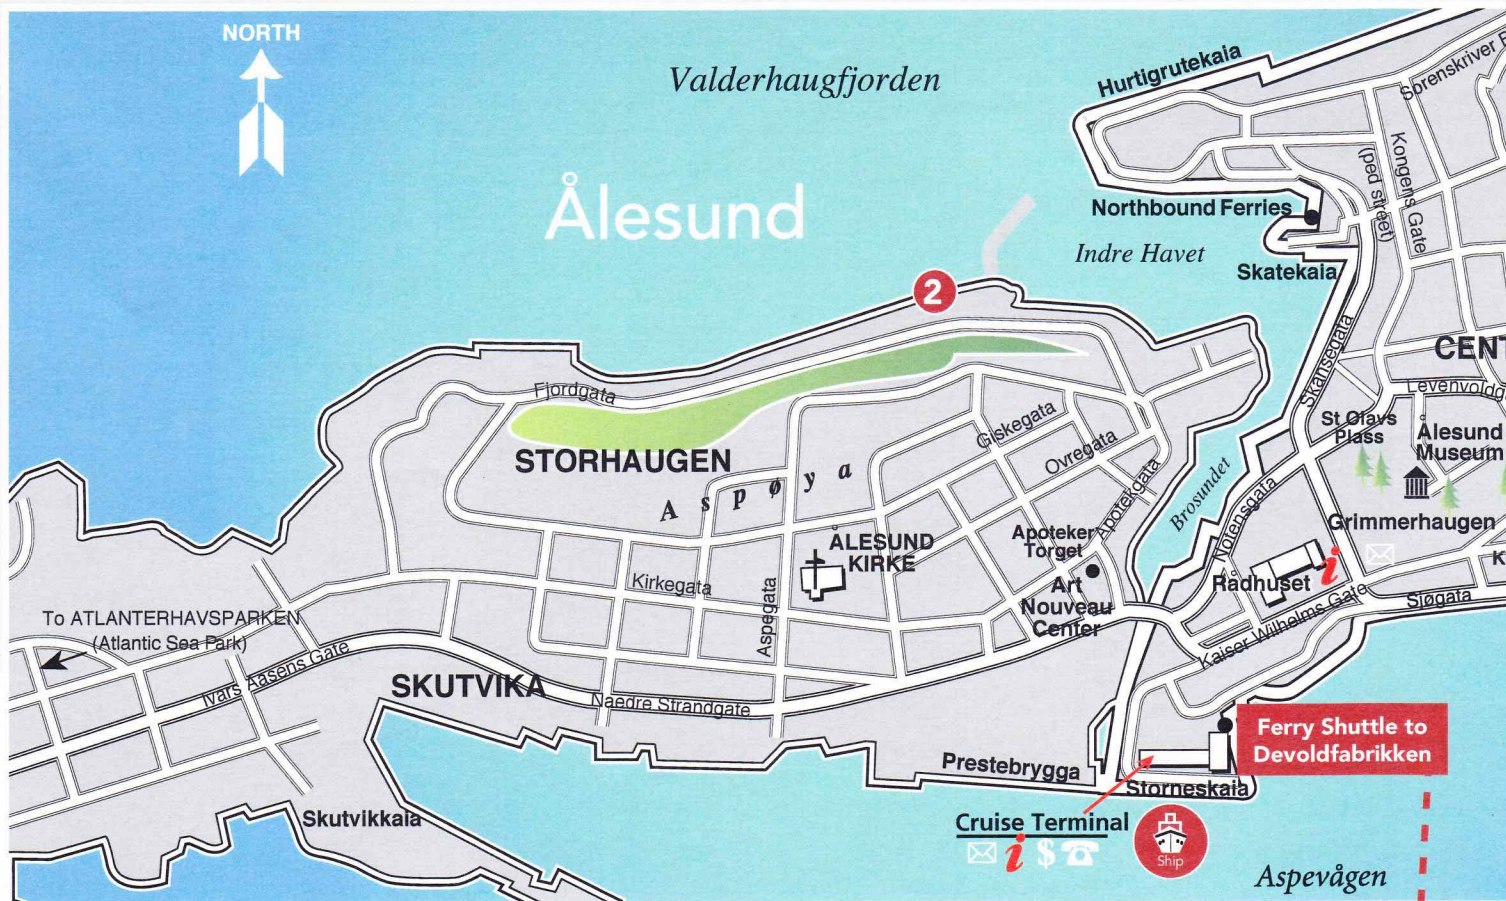 NORTH
Valderhaugfjorden
Ålesund
Hurtigrutekaia
Sorenskriver
Kongens Gate
(ped street)
Northbound Ferries
Indre Havet
Skatekaia
2
Skansegata
CENT
Levenvoldg
Fjordgata
St Olavs
Plass
Ålesund
Museum
Giskegata
Ovregata
STORHAUGEN
Aspøya
Apotekgata
Brosundet
Notensgata
Grimmerhaugen
ÅLESUND
KIRKE
Apoteker
Torget
Art
Nouveau
Center
Rådhuset
i
K
Kirkegata
Aspegata
Kaiser Wilhelms Gate
Sjøgata
To ATLANTERHAVSPARKEN
(Atlantic Sea Park)
Ivars Aasens Gate
SKUTVIKA
Naedre Strandgate
Ferry Shuttle to
Devoldfabrikken
Prestebrygga
Storneskaia
Skutvikkaia
Cruise Terminal
i $
Ship
Aspevågen